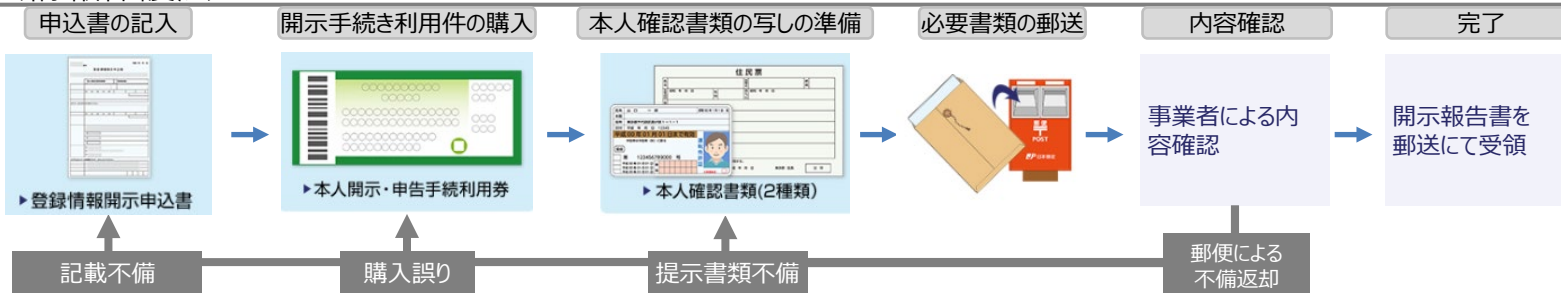 申込書の記入
開示手続き利用件の購入
本人確認書類の写しの準備
必要書類の郵送
内容確認
完了
▶登録情報開示申込書
▶本人開示・申告手続利用券
住民票
▶本人確認書類(2種類)
POST
日本郵便
事業者による内
容確認
開示報告書を
郵送にて受領
記載不備
購入誤り
提示書類不備
郵便による
不備返却